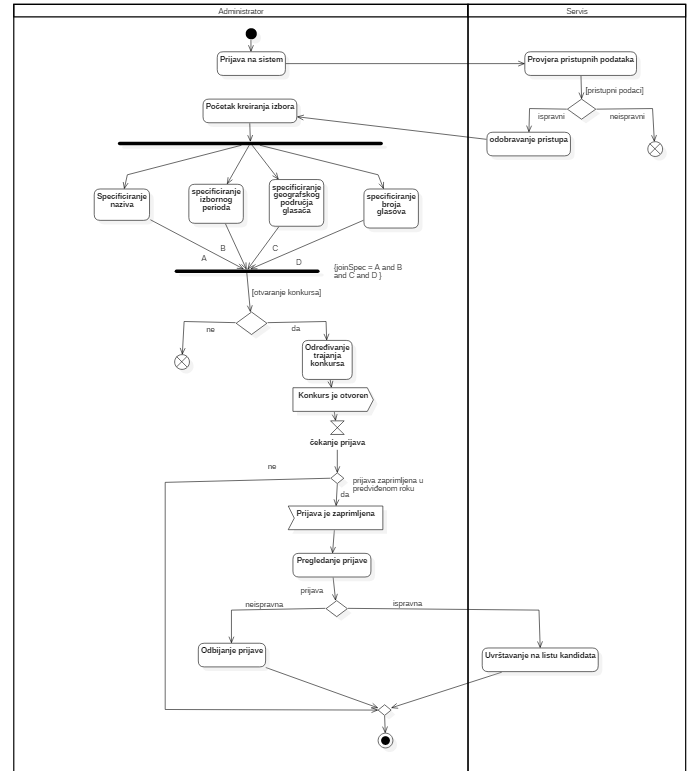 Administrator
Servis
Prijava na sistem
Provjera pristupnih podataka
[pristupni podaci]
ispravni
neispravni
Početak kreiranja izbora
odobravanje pristupa
Specificiranje
naziva
specificiranje
izbornog
perioda
specificiranje
geografskog
područja
glasača
specificiranje
broja
glasova
A
B
C
D
{joinSpec = A and B
and C and D }
[otvaranje konkursa]
ne
da
Određivanje
trajanja
konkursa
Konkurs je otvoren
čekanje prijava
ne
prijava zaprimljena u
predviđenom roku
da
Prijava je zaprimljena
Pregledanje prijave
prijava
neispravna
ispravna
Odbijanje prijave
Uvrštavanje na listu kandidata